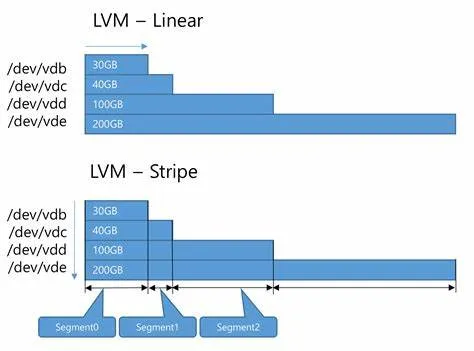 LVM – Linear
/dev/vdb 30GB
/dev/vdc 40GB
/dev/vdd 100GB
/dev/vde 200GB
LVM – Stripe
/dev/vdb 30GB
/dev/vdc 40GB
/dev/vdd 100GB
/dev/vde 200GB
Segment0 Segment1 Segment2